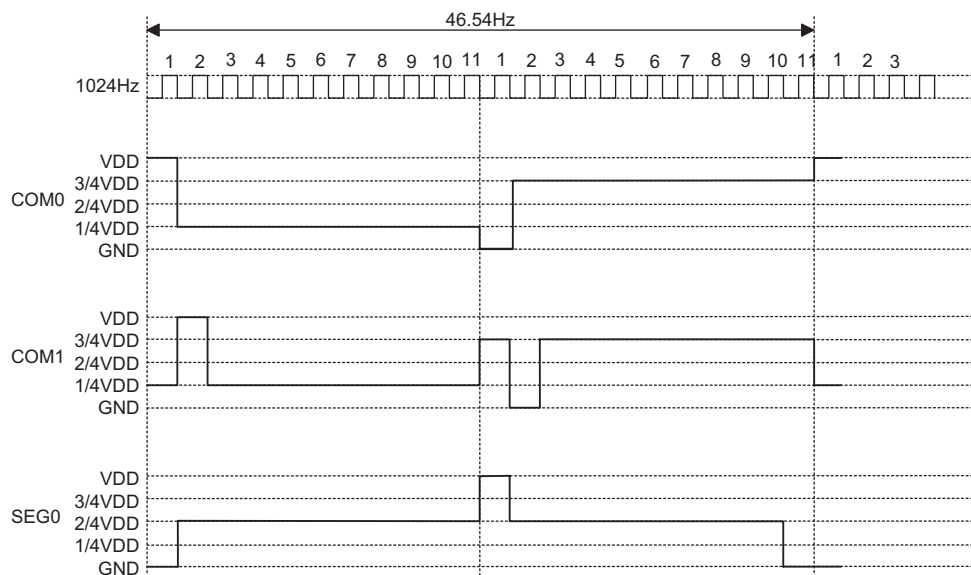 46.54Hz
1 2 3 4 5 6 7 8 9 10 11 1 2 3 4 5 6 7 8 9 10 11 1 2 3
1024Hz
VDD
3/4VDD
COM0
2/4VDD
1/4VDD
GND
VDD
3/4VDD
COM1
2/4VDD
1/4VDD
GND
VDD
3/4VDD
SEG0
2/4VDD
1/4VDD
GND